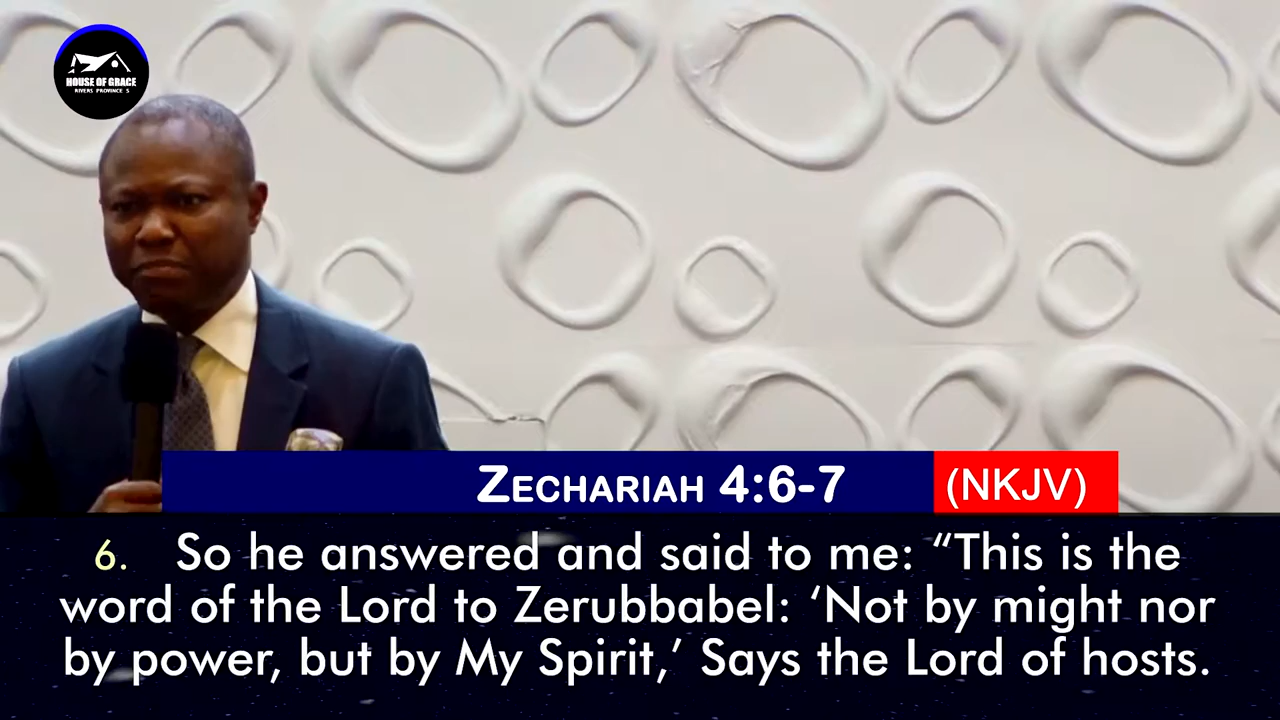 HOUSE OF GRACE
RIVERS PROVINCE 5
ZECHARIAH 4:6-7
(NKJV)
6. So he answered and said to me: “This is the
word of the Lord to Zerubbabel: ‘Not by might nor
by power, but by My Spirit,’ Says the Lord of hosts.